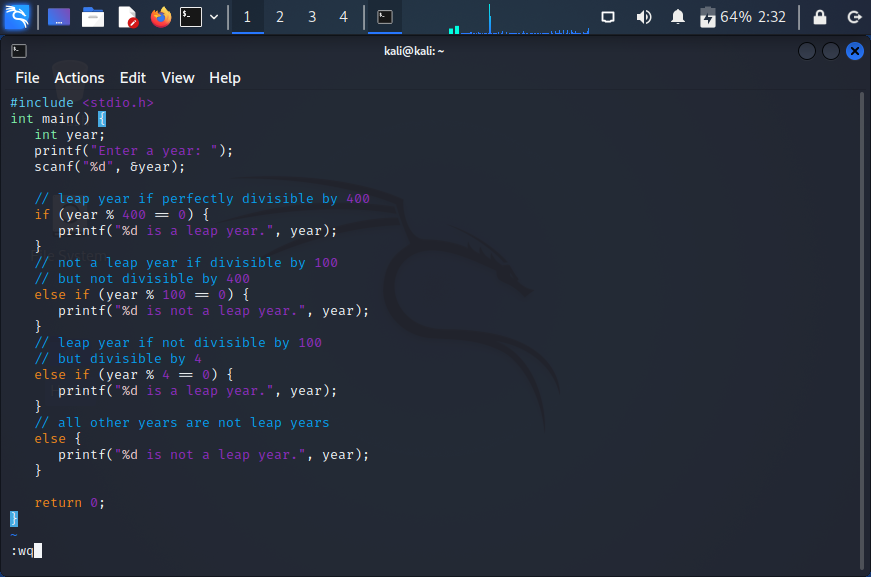 1 2 3 4 64% 2:32
kali@kali: ~
File Actions Edit View Help
#include <stdio.h>
int main() {
   int year;
   printf("Enter a year: ");
   scanf("%d", &year);
   // leap year if perfectly divisible by 400
   if (year % 400 == 0) {
      printf("%d is a leap year.", year);
   }
   // not a leap year if divisible by 100
   // but not divisible by 400
   else if (year % 100 == 0) {
      printf("%d is not a leap year.", year);
   }
   // leap year if not divisible by 100
   // but divisible by 4
   else if (year % 4 == 0) {
      printf("%d is a leap year.", year);
   }
   // all other years are not leap years
   else {
      printf("%d is not a leap year.", year);
   }
   return 0;
}
~
:wq